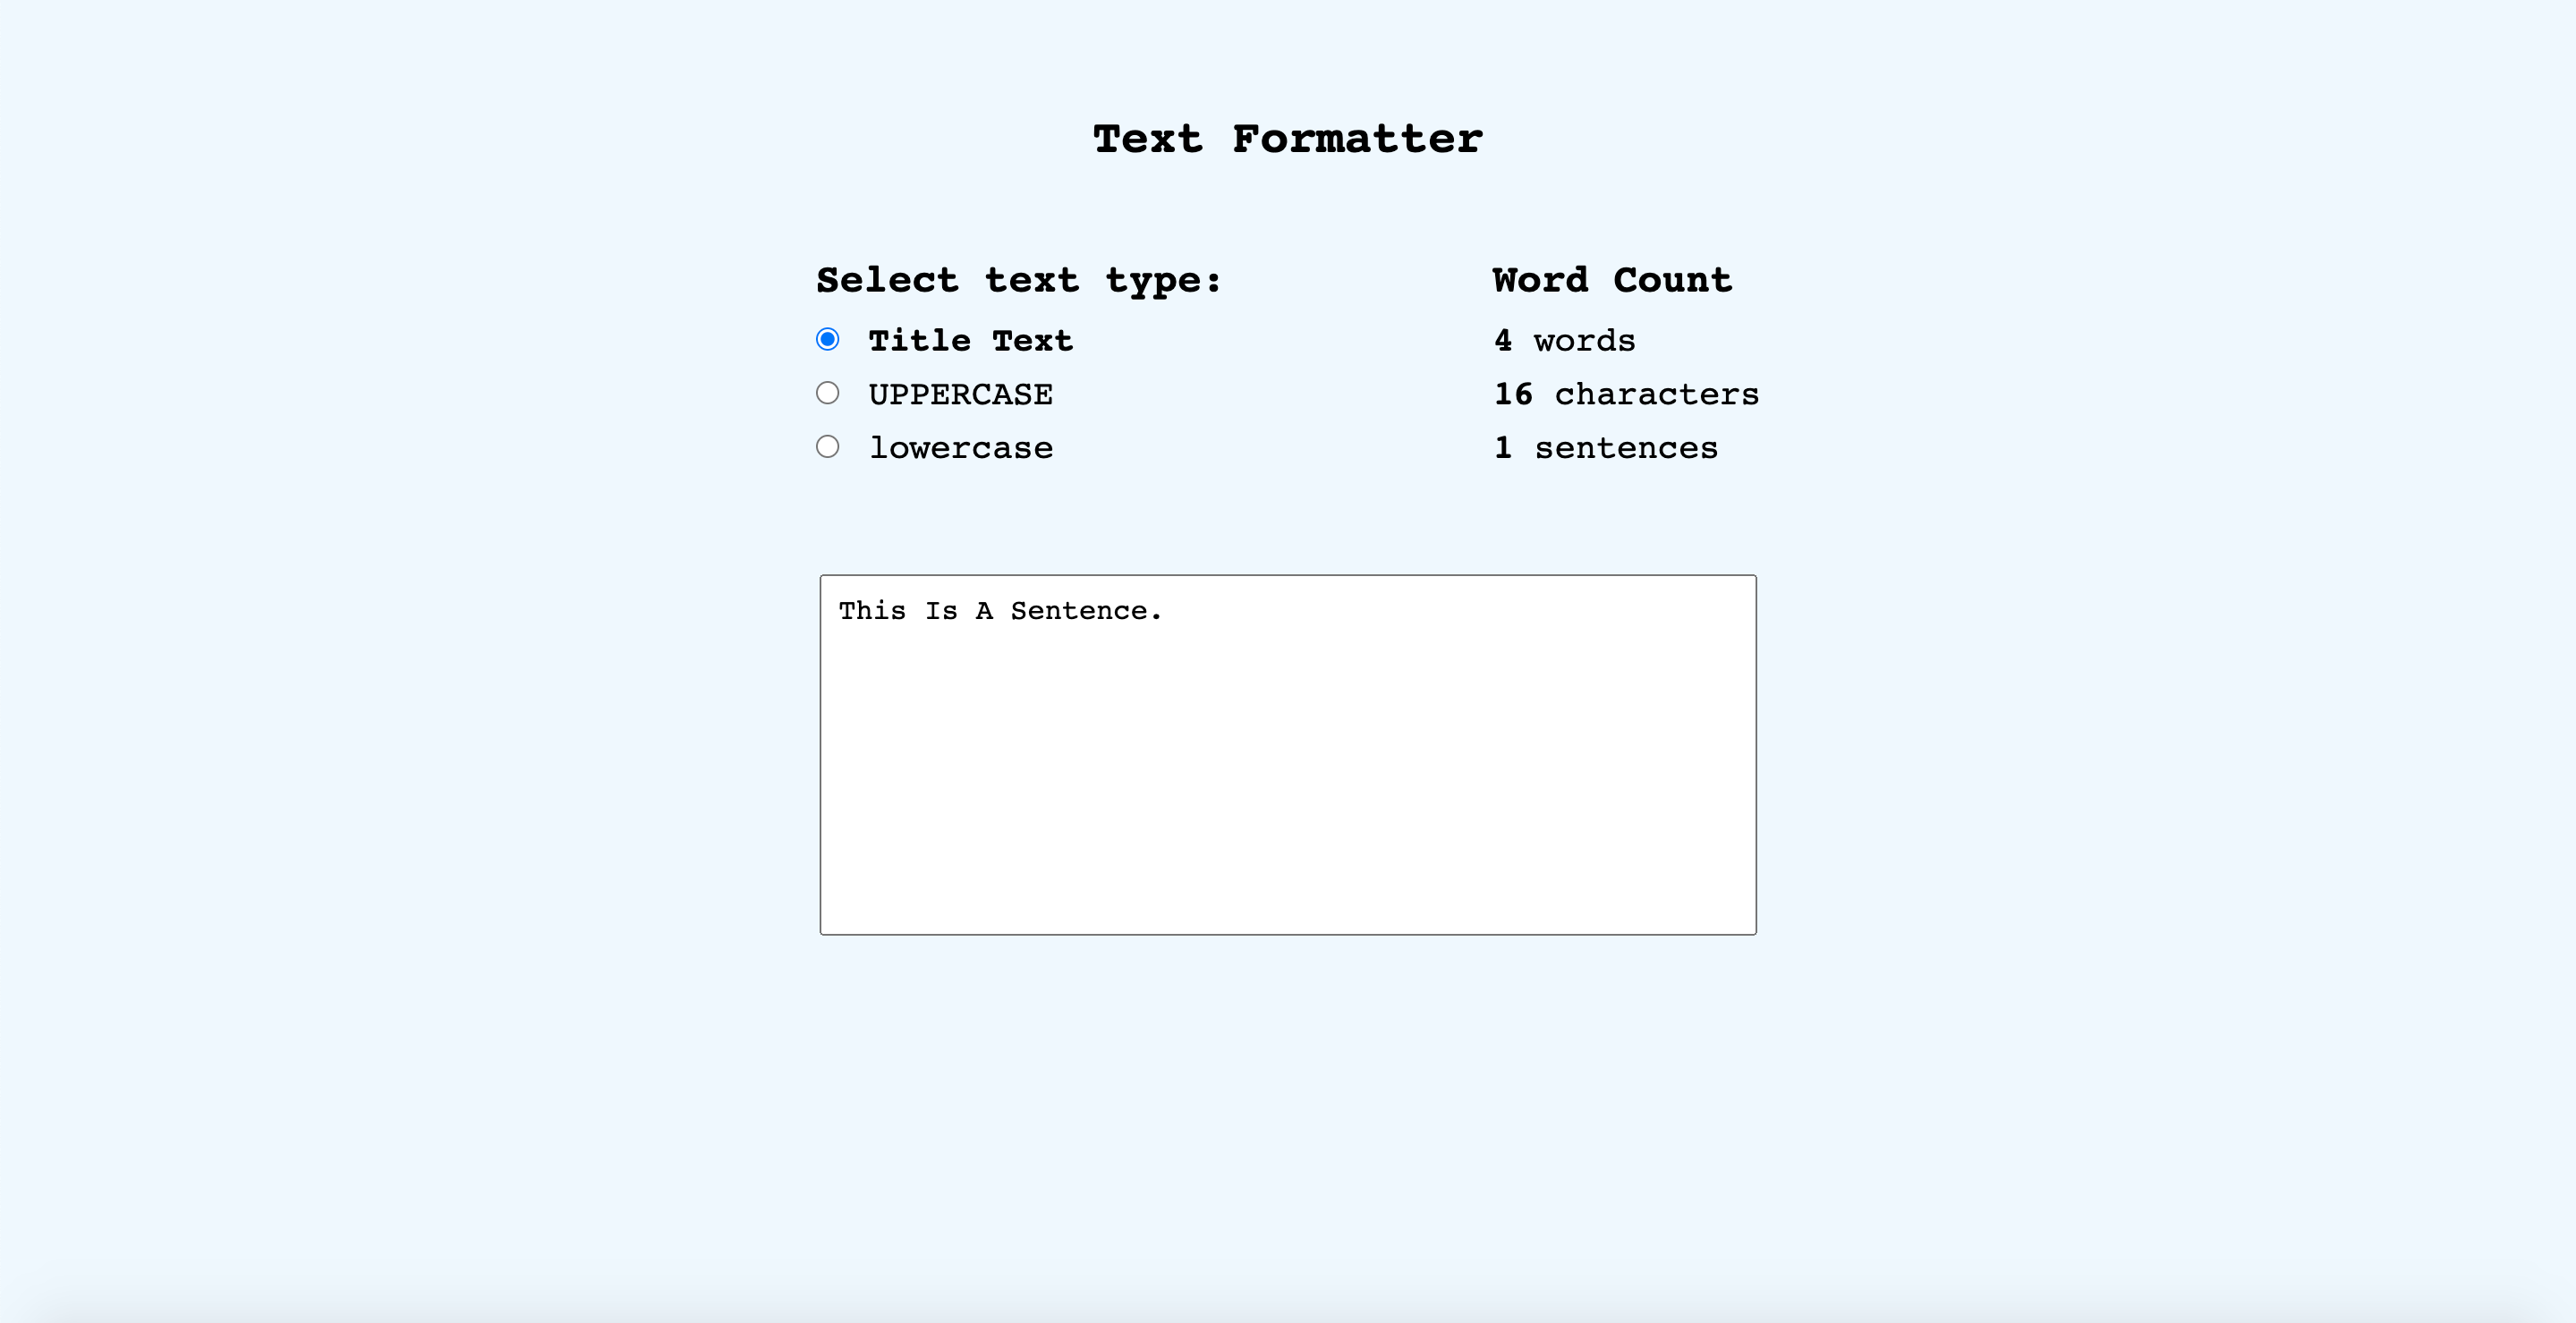 Text Formatter
Select text type:
Title Text
UPPERCASE
lowercase
Word Count
4 words
16 characters
1 sentences
This Is A Sentence.